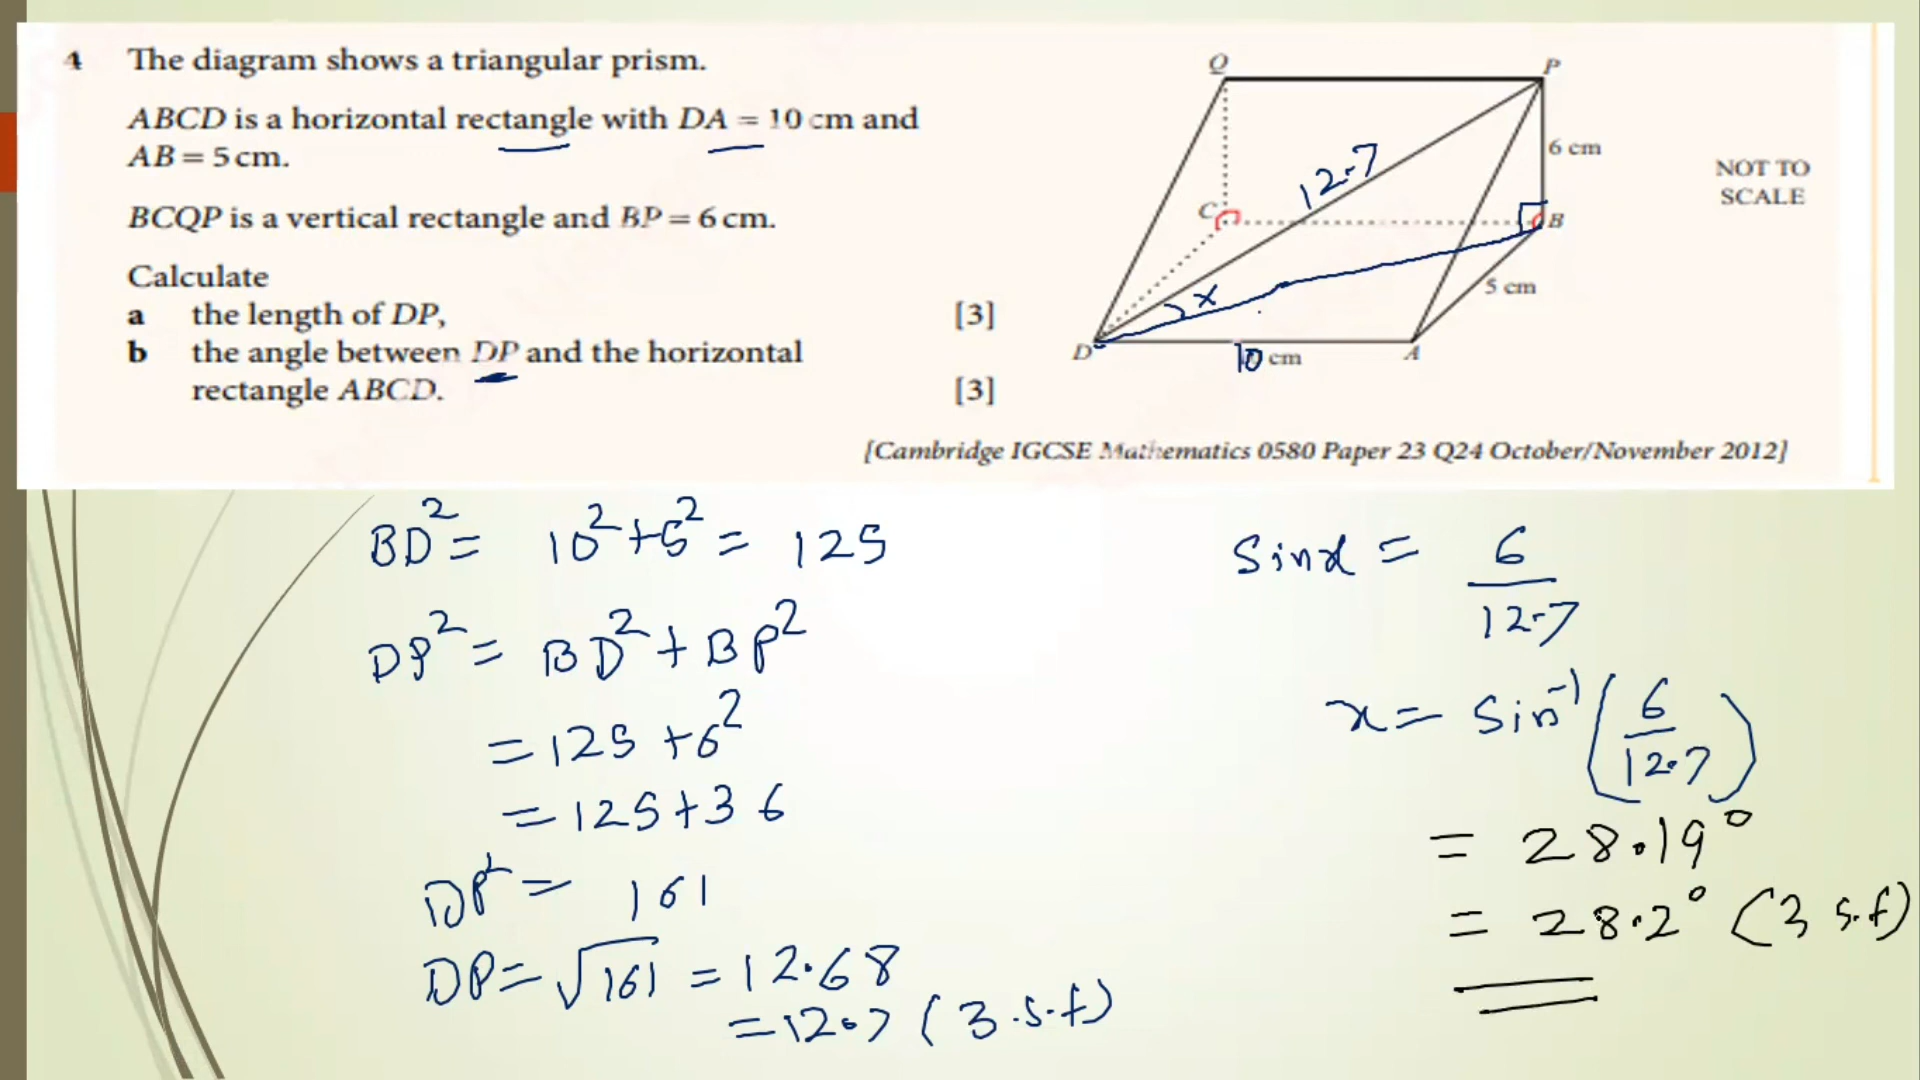 4 The diagram shows a triangular prism.
ABCD is a horizontal rectangle with DA = 10 cm and
AB = 5 cm.
BCQP is a vertical rectangle and BP = 6 cm.
Calculate
a the length of DP, [3]
b the angle between DP and the horizontal
rectangle ABCD. [3]
Q P
6 cm
12.7
C B
x
5 cm
D A
10 cm
NOT TO
SCALE
[Cambridge IGCSE Mathematics 0580 Paper 23 Q24 October/November 2012]
BD² = 10² + 5² = 125
DP² = BD² + BP²
= 125 + 6²
= 125 + 36
DP² = 161
DP = √161 = 12.68
= 12.7 (3.s.f)
Sinx = 6/12.7
x = Sin⁻¹(6/12.7)
= 28.19°
= 28.2° (3 s.f)